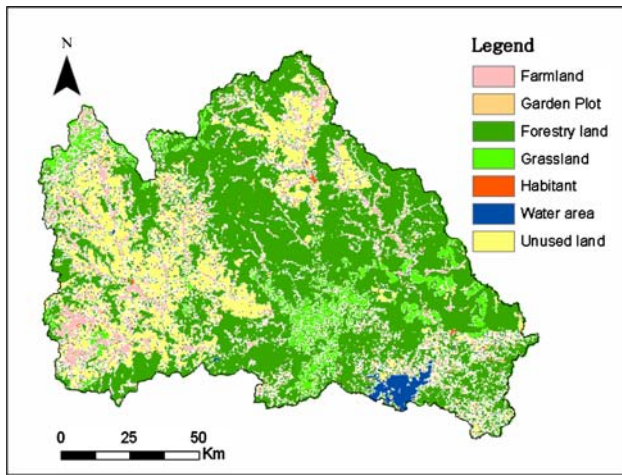 N
Legend
Farmland
Garden Plot
Forestry land
Grassland
Habitant
Water area
Unused land
0 25 50
Km